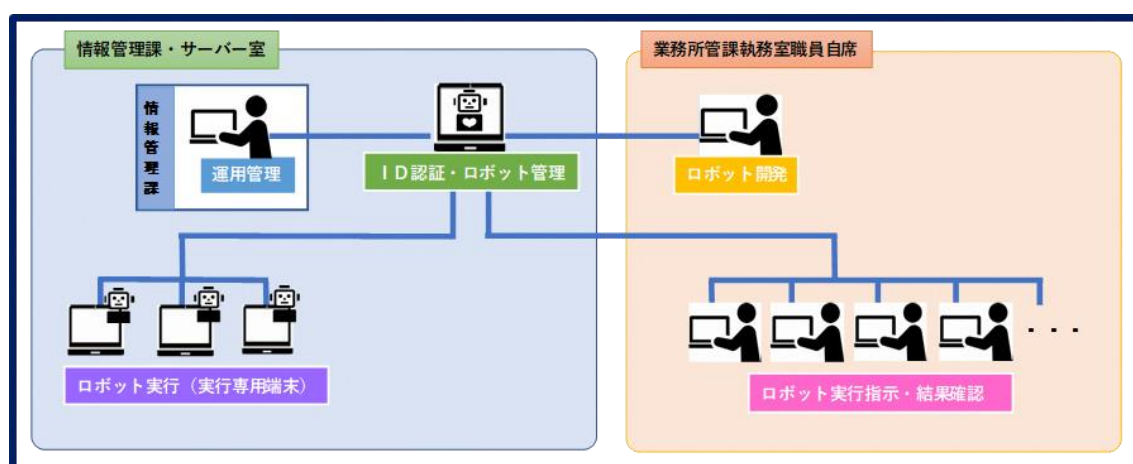 情報管理課・サーバー室
業務所管課執務室職員自席
情報管理課
運用管理
ＩＤ認証・ロボット管理
ロボット開発
ロボット実行（実行専用端末）
・・・
ロボット実行指示・結果確認